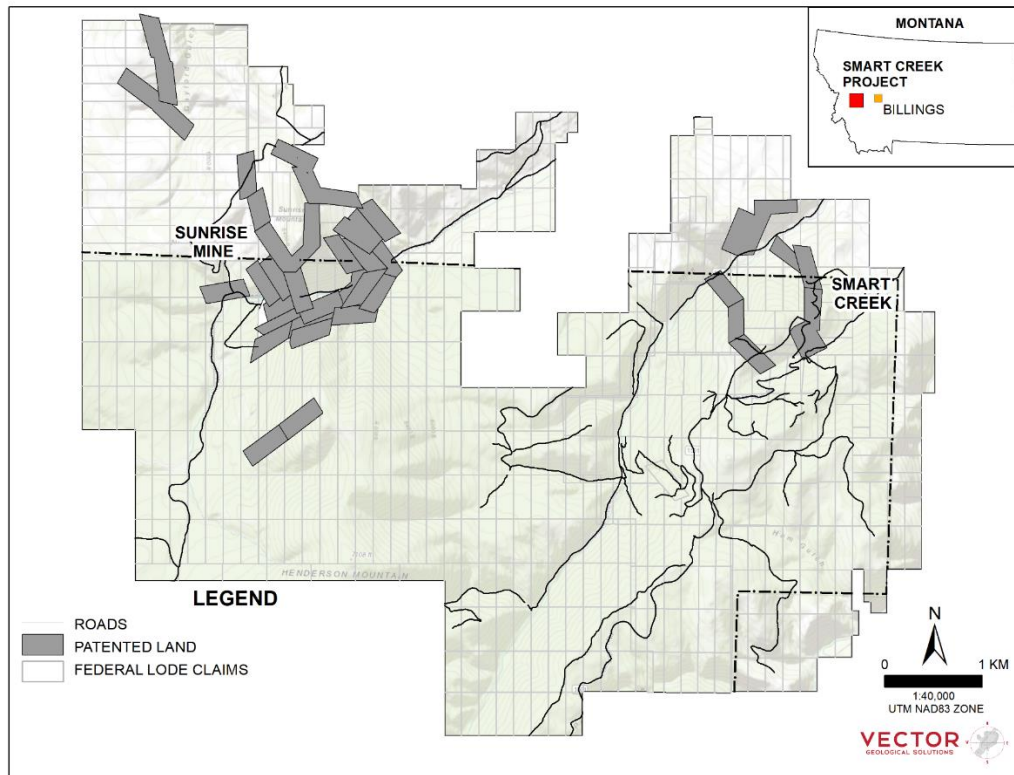 MONTANA
SMART CREEK
PROJECT
BILLINGS
SUNRISE
MINE
SMART
CREEK
HENDERSON MOUNTAIN
LEGEND
ROADS
PATENTED LAND
FEDERAL LODE CLAIMS
N
0 1 KM
1:40,000
UTM NAD83 ZONE
VECTOR
GEOLOGICAL SOLUTIONS